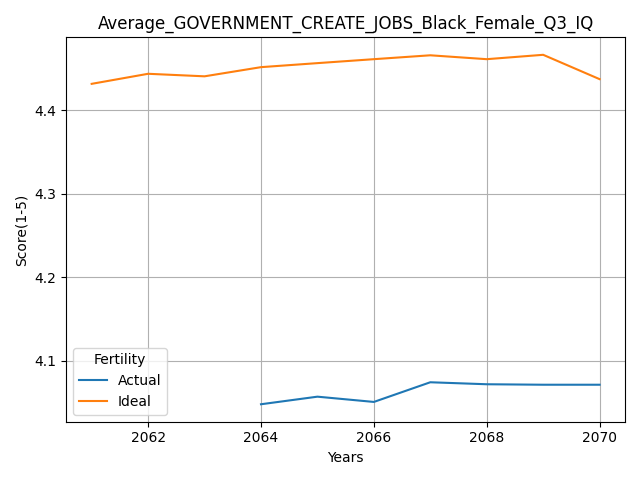 Average_GOVERNMENT_CREATE_JOBS_Black_Female_Q3_IQ
Score(1-5)
4.4
4.3
4.2
4.1
Fertility
Actual
Ideal
2062
2064
2066
2068
2070
Years